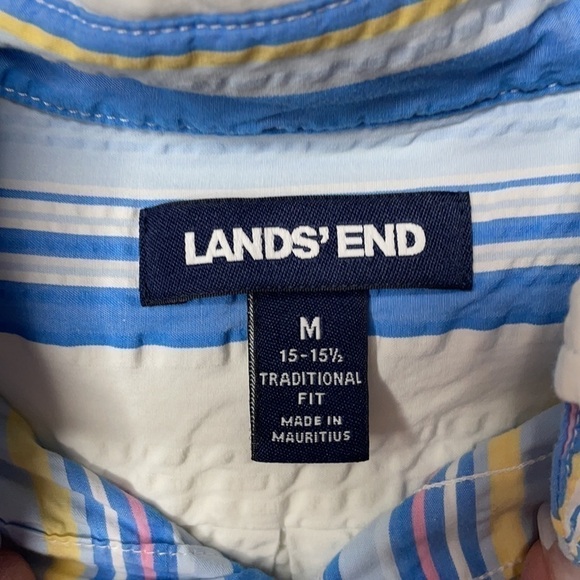 LANDS' END
M
15-15½
TRADITIONAL
FIT
MADE IN
MAURITIUS